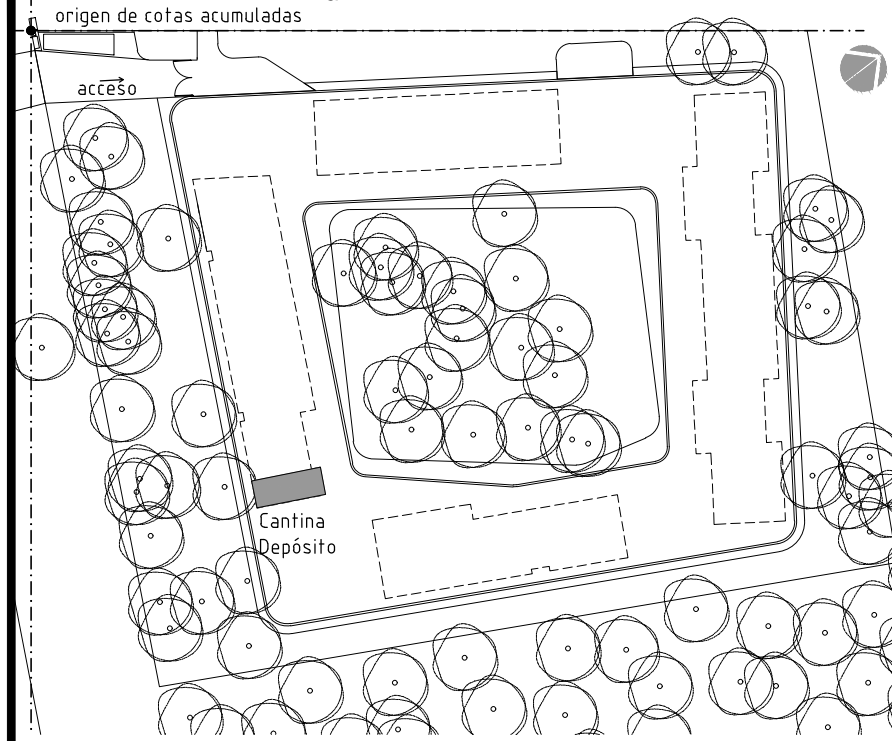 origen de cotas acumuladas
acceso
Cantina
Depósito